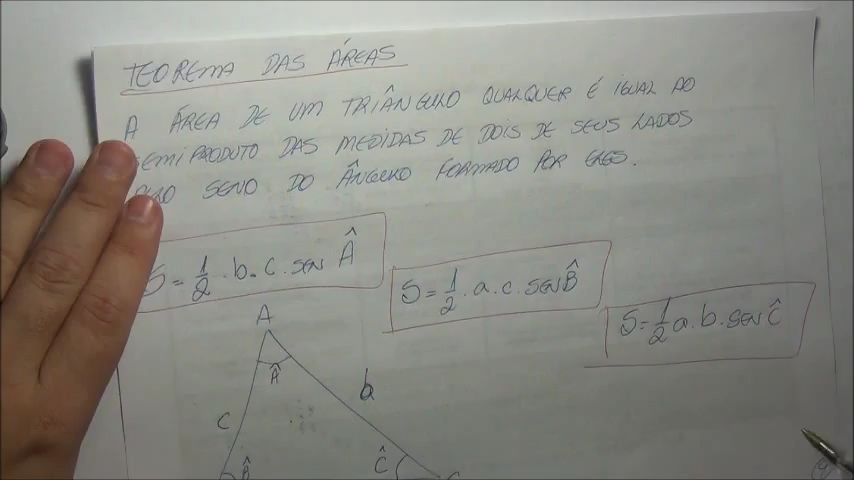 TEOREMA DAS ÁREAS
A ÁREA DE UM TRIÂNGULO QUALQUER É IGUAL AO
SEMIPRODUTO DAS MEDIDAS DE DOIS DE SEUS LADOS
SENO DO ÂNGULO FORMADO POR ELES.
S = 1/2 . b . c . sen Â
S = 1/2 . a . c . sen B̂
S = 1/2 a . b . sen Ĉ
A
Â
b
c
Ĉ
B̂